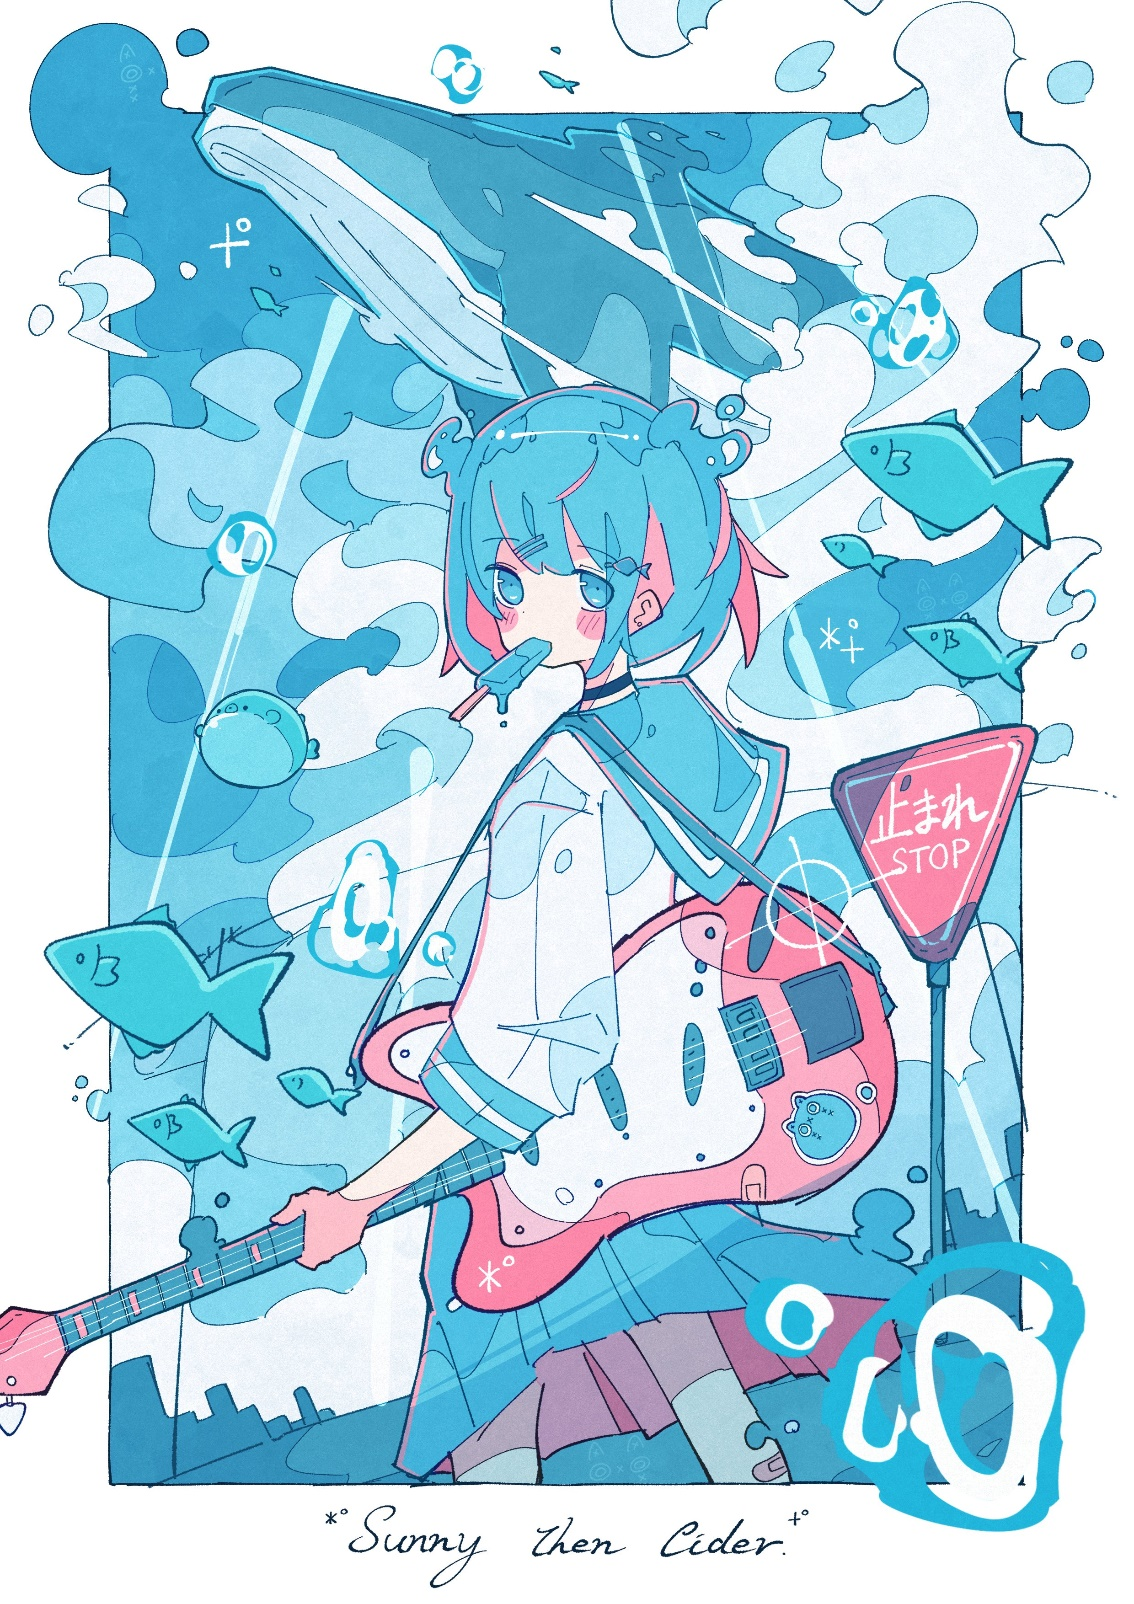 止まれ
STOP
Sunny then Cider.